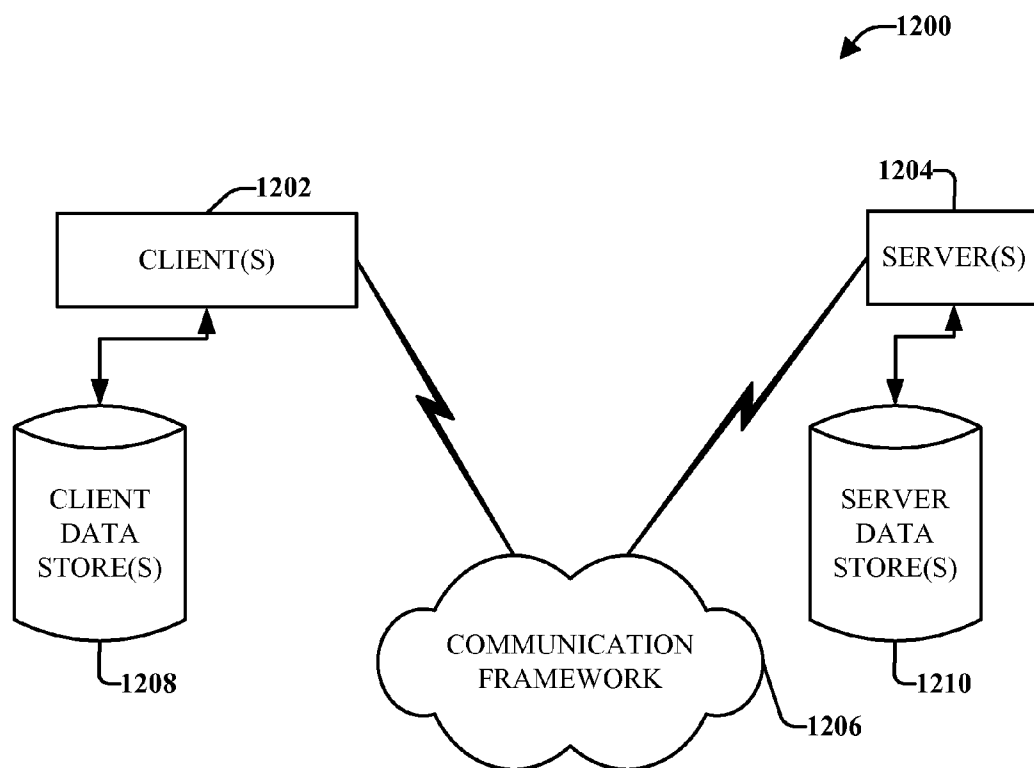 1200
1202
1204
CLIENT(S)
SERVER(S)
CLIENT
DATA
STORE(S)
SERVER
DATA
STORE(S)
COMMUNICATION
FRAMEWORK
1208
1210
1206